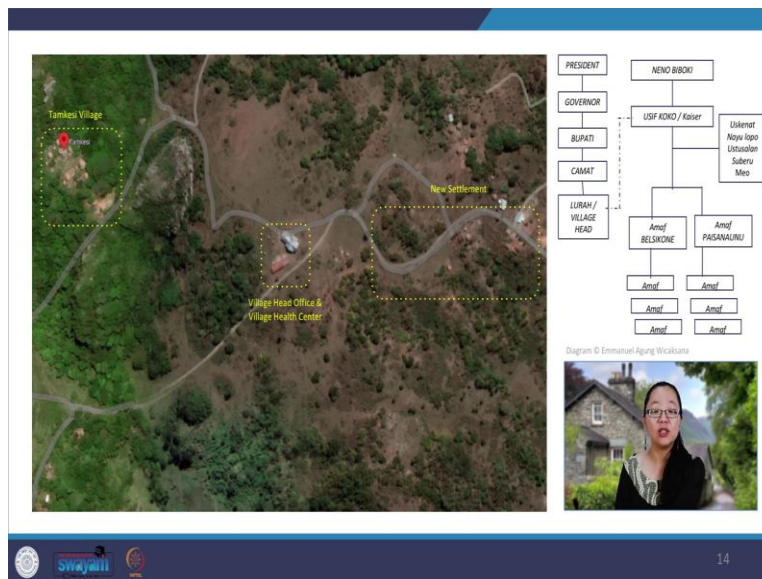 Tamkesi Village
Tamkesi
New Settlement
Village Head Office &
Village Health Center
PRESIDENT
GOVERNOR
BUPATI
CAMAT
LURAH /
VILLAGE
HEAD
NENO BIBOKI
USIF KOKO / Kaiser
Uskenat
Nayu lopo
Ustusalan
Suberu
Meo
Amaf
BELSIKONE
Amaf
PAISANAUNU
Amaf
Amaf
Amaf
Amaf
Amaf
Amaf
Diagram © Emmanuel Agung Wicaksana
swayam
14